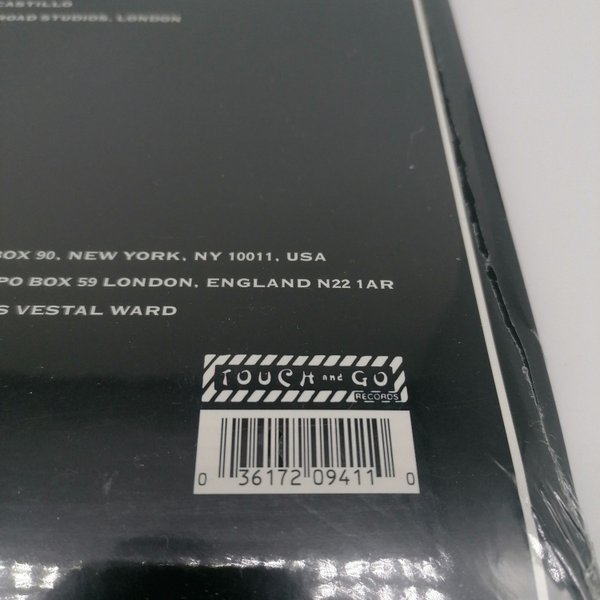 CASTILLO
ROAD STUDIOS, LONDON
BOX 90, NEW YORK, NY 10011, USA
PO BOX 59 LONDON, ENGLAND N22 1AR
S VESTAL WARD
TOUCH and GO
RECORDS
0 36172 09411 0